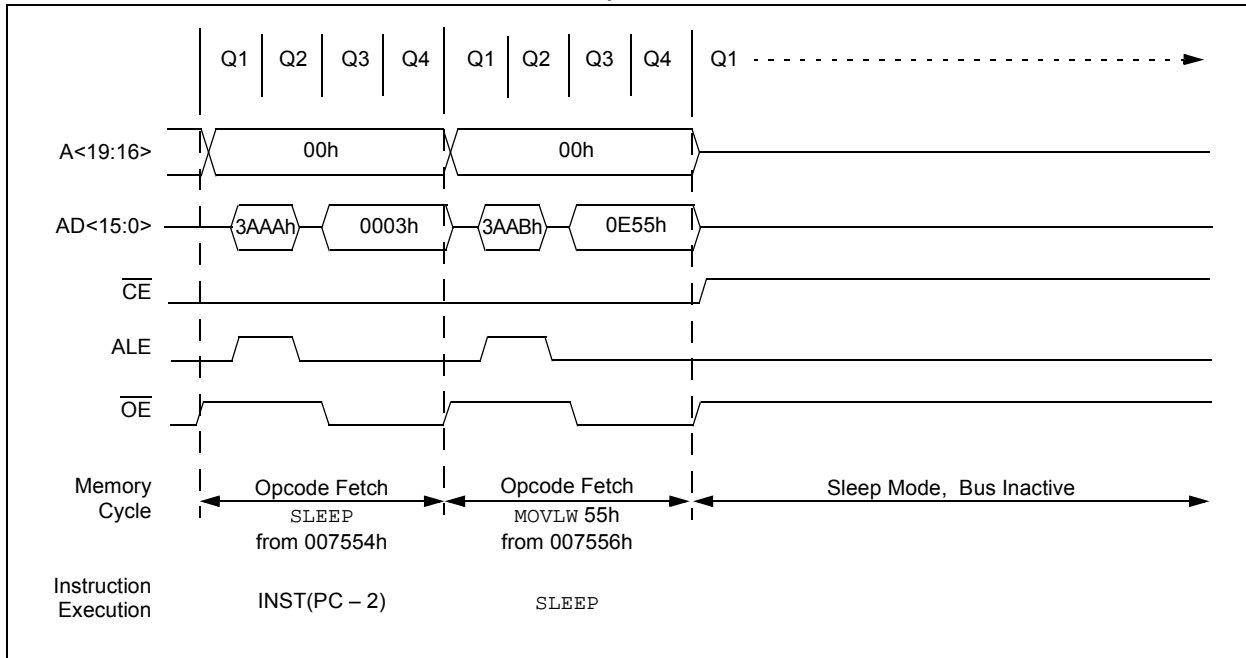 Q1 Q2 Q3 Q4 Q1 Q2 Q3 Q4 Q1
A<19:16> 00h 00h
AD<15:0> 3AAAh 0003h 3AABh 0E55h
CE
ALE
OE
Memory Cycle
Opcode Fetch
SLEEP
from 007554h
Opcode Fetch
MOVLW 55h
from 007556h
Sleep Mode, Bus Inactive
Instruction Execution
INST(PC – 2)
SLEEP